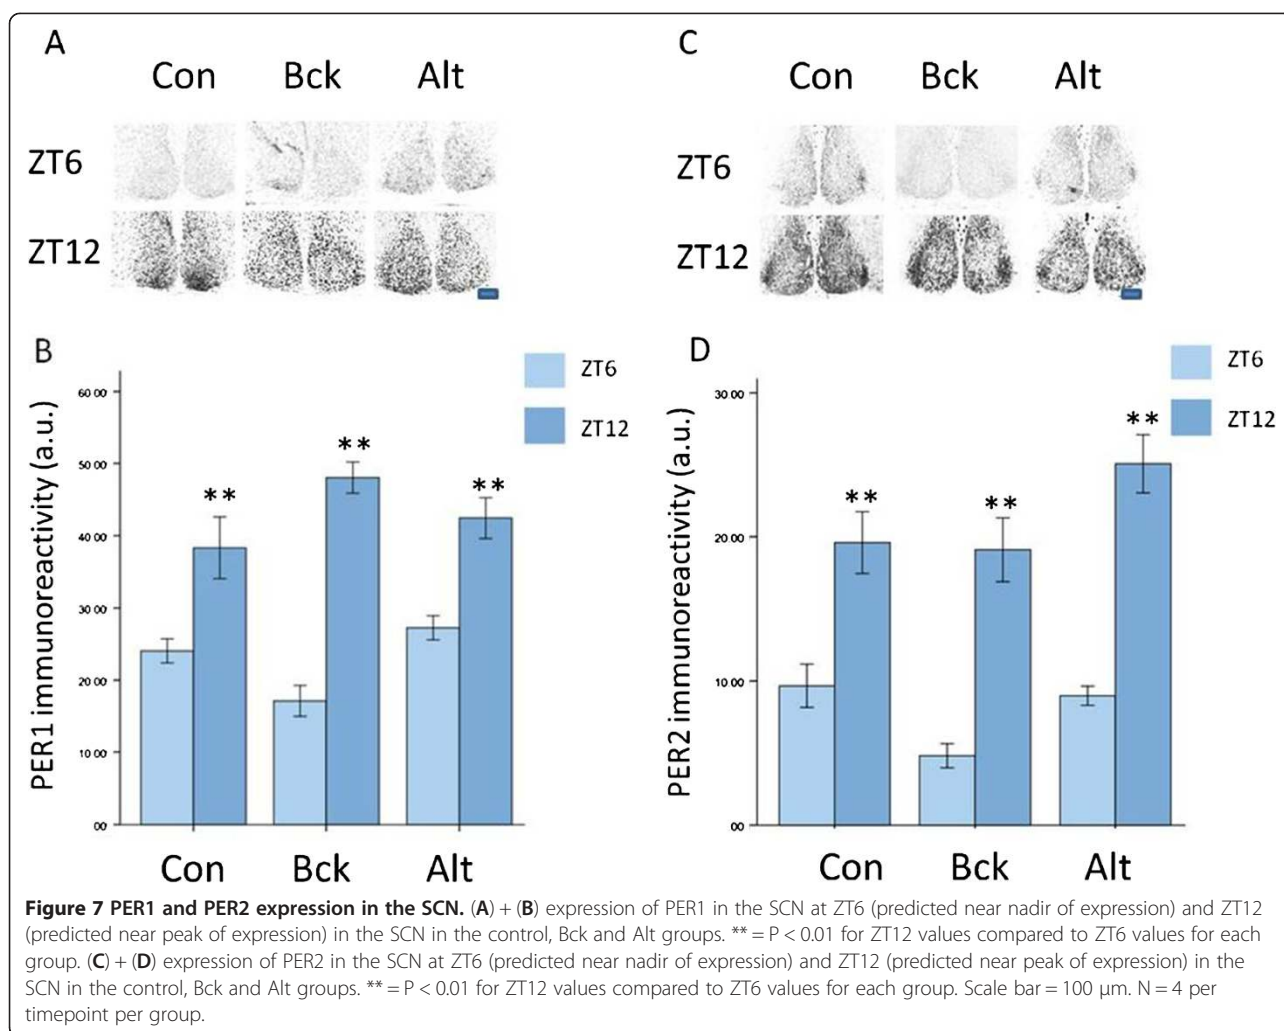 A
Con Bck Alt
ZT6
ZT12
C
Con Bck Alt
ZT6
ZT12
B
ZT6
ZT12
PER1 immunoreactivity (a.u.)
60 00
50 00
40 00
30 00
20 00
10 00
00
** ** **
Con Bck Alt
D
ZT6
ZT12
PER2 immunoreactivity (a.u.)
30 00
20 00
10 00
00
** ** **
Con Bck Alt
Figure 7 PER1 and PER2 expression in the SCN. (A) + (B) expression of PER1 in the SCN at ZT6 (predicted near nadir of expression) and ZT12
(predicted near peak of expression) in the SCN in the control, Bck and Alt groups. ** = P < 0.01 for ZT12 values compared to ZT6 values for each
group. (C) + (D) expression of PER2 in the SCN at ZT6 (predicted near nadir of expression) and ZT12 (predicted near peak of expression) in the
SCN in the control, Bck and Alt groups. ** = P < 0.01 for ZT12 values compared to ZT6 values for each group. Scale bar = 100 μm. N = 4 per
timepoint per group.